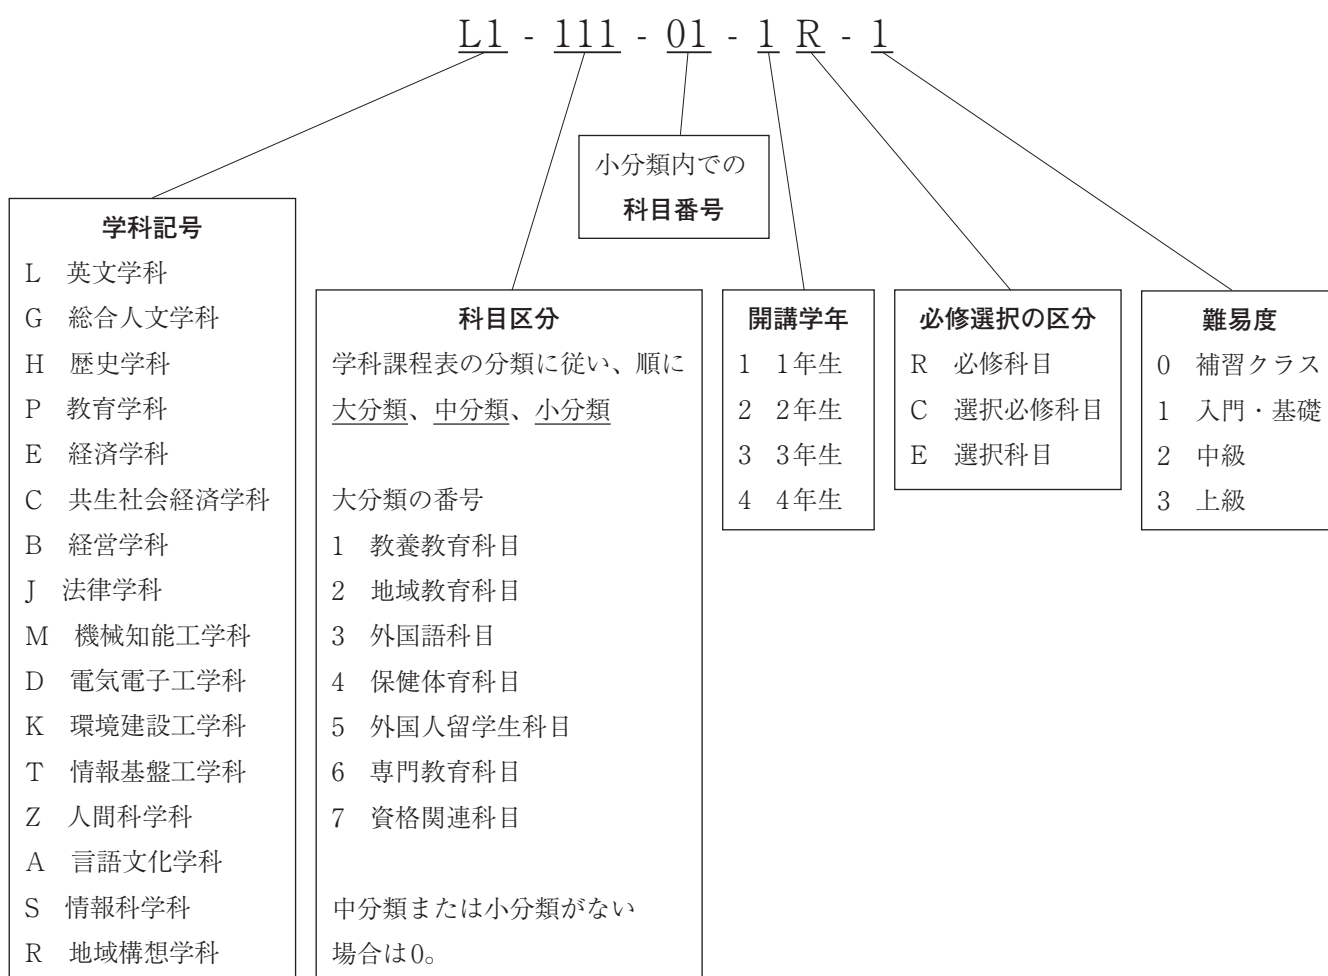 L1 - 111 - 01 - 1 R - 1
小分類内での
科目番号
学科記号
L 英文学科
G 総合人文学科
H 歴史学科
P 教育学科
E 経済学科
C 共生社会経済学科
B 経営学科
J 法律学科
M 機械知能工学科
D 電気電子工学科
K 環境建設工学科
T 情報基盤工学科
Z 人間科学科
A 言語文化学科
S 情報科学科
R 地域構想学科
科目区分
学科課程表の分類に従い、順に
大分類、中分類、小分類
大分類の番号
1 教養教育科目
2 地域教育科目
3 外国語科目
4 保健体育科目
5 外国人留学生科目
6 専門教育科目
7 資格関連科目
中分類または小分類がない
場合は0。
開講学年
1 1年生
2 2年生
3 3年生
4 4年生
必修選択の区分
R 必修科目
C 選択必修科目
E 選択科目
難易度
0 補習クラス
1 入門・基礎
2 中級
3 上級